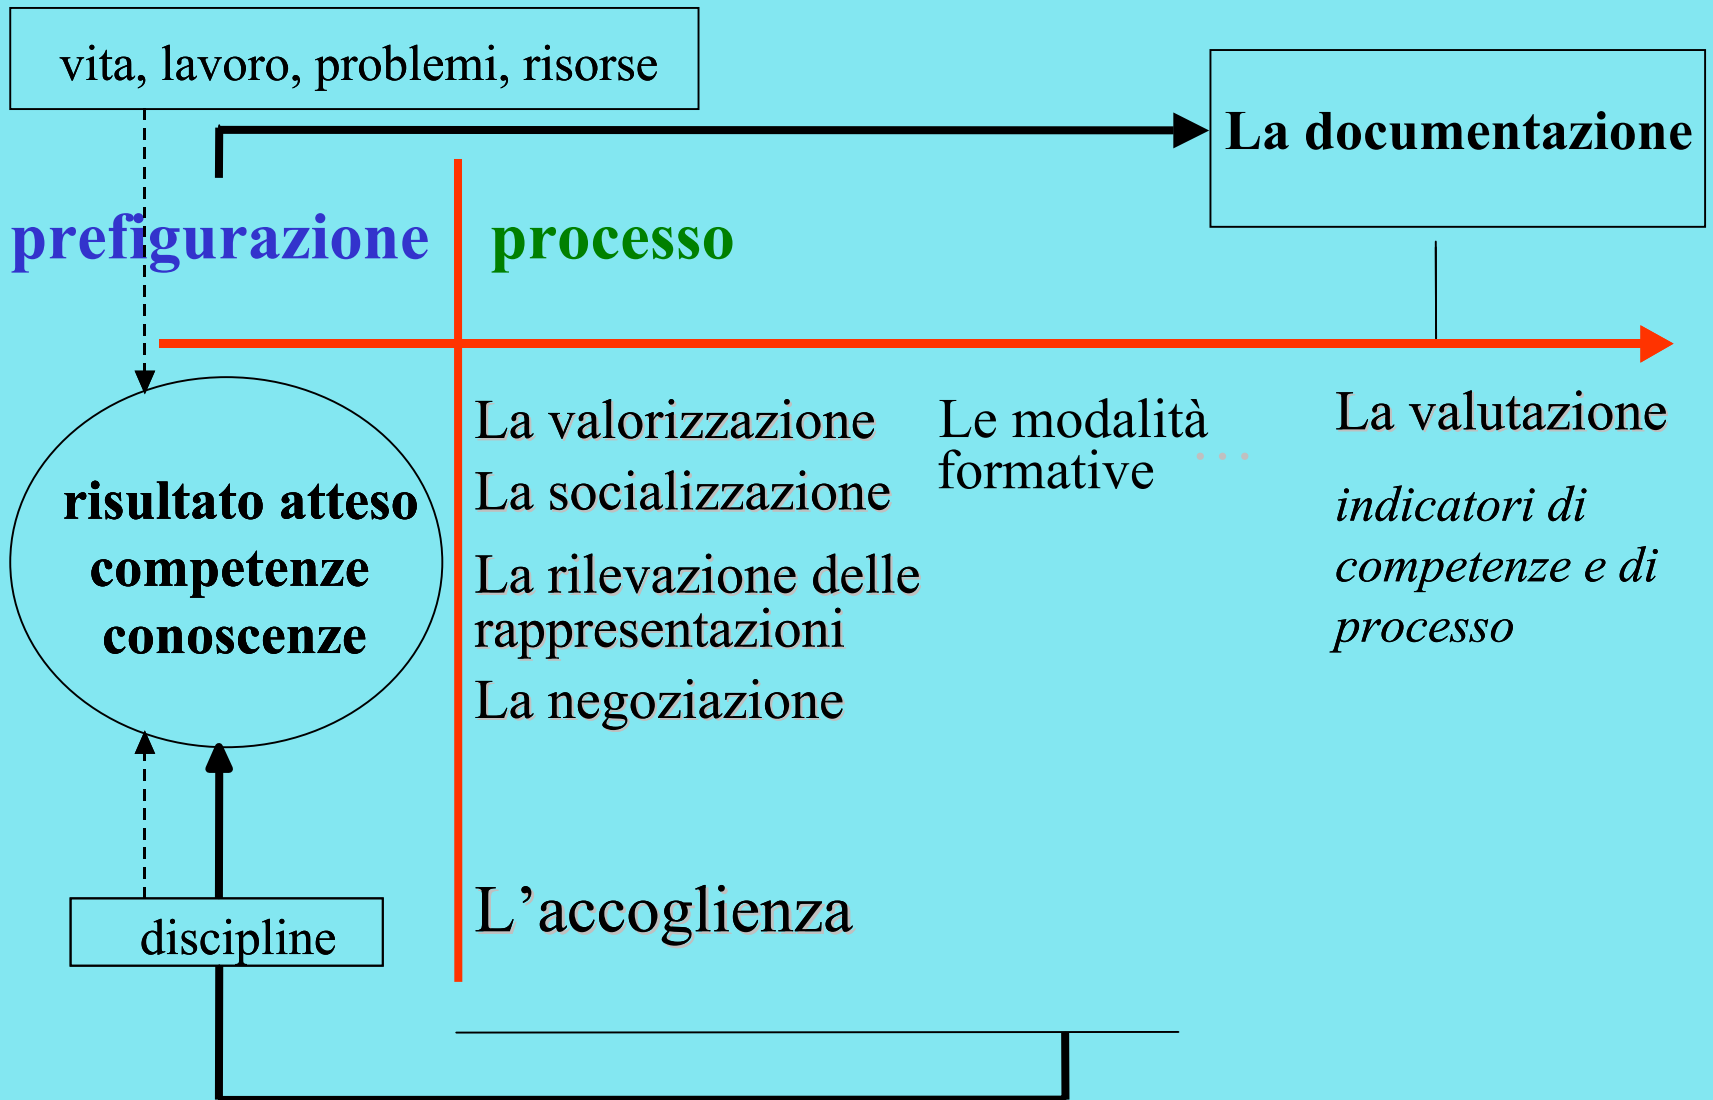 vita, lavoro, problemi, risorse
La documentazione
prefigurazione
processo
risultato atteso
competenze
conoscenze
La valorizzazione
La socializzazione
La rilevazione delle
rappresentazioni
La negoziazione
L’accoglienza
Le modalità
formative
...
La valutazione
indicatori di
competenze e di
processo
discipline